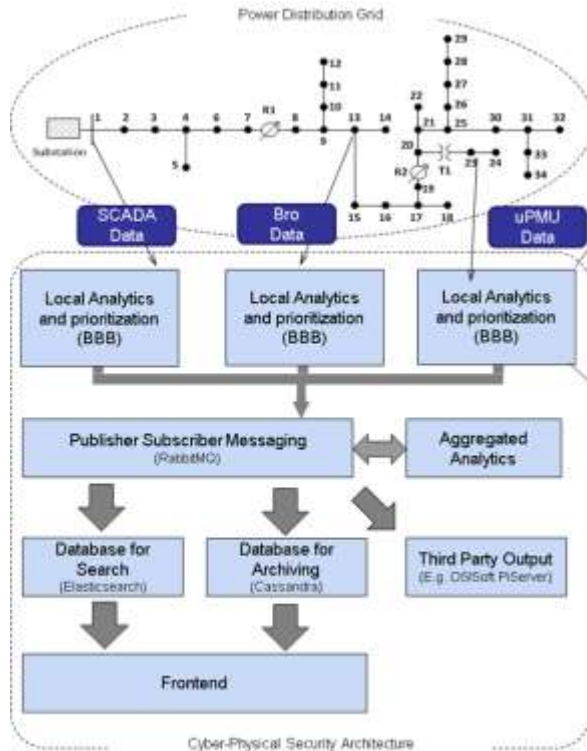 Power Distribution Grid
29
12
28
11
27
22
26
10
R1
1 2 3 4 6 7 8 13 14
21 25 30 31 32
9
20
Substation
5
R2 T1 23 24 33
19
34
15 16 17 18
SCADA
Data
Bro
Data
uPMU
Data
Local Analytics
and prioritization
(BBB)
Local Analytics
and prioritization
(BBB)
Local Analytics
and prioritization
(BBB)
Publisher Subscriber Messaging
(RabbitMQ)
Aggregated
Analytics
Database for
Search
(Elasticsearch)
Database for
Archiving
(Cassandra)
Third Party Output
(E.g. OSISoft PiServer)
Frontend
Cyber-Physical Security Architecture